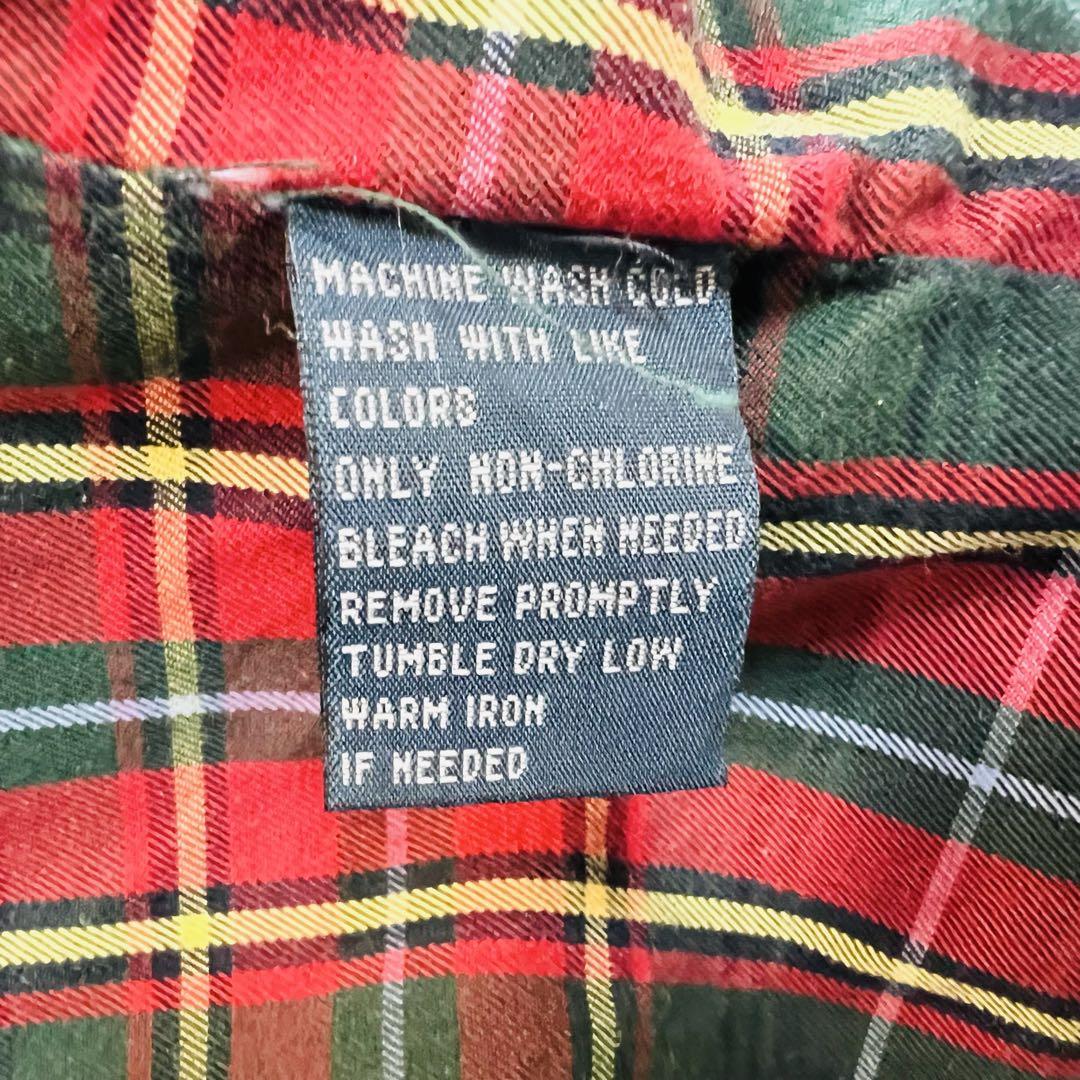 MACHINE WASH COLD
WASH WITH LIKE
COLORS
ONLY NON-CHLORINE
BLEACH WHEN NEEDED
REMOVE PROMPTLY
TUMBLE DRY LOW
WARM IRON
IF NEEDED